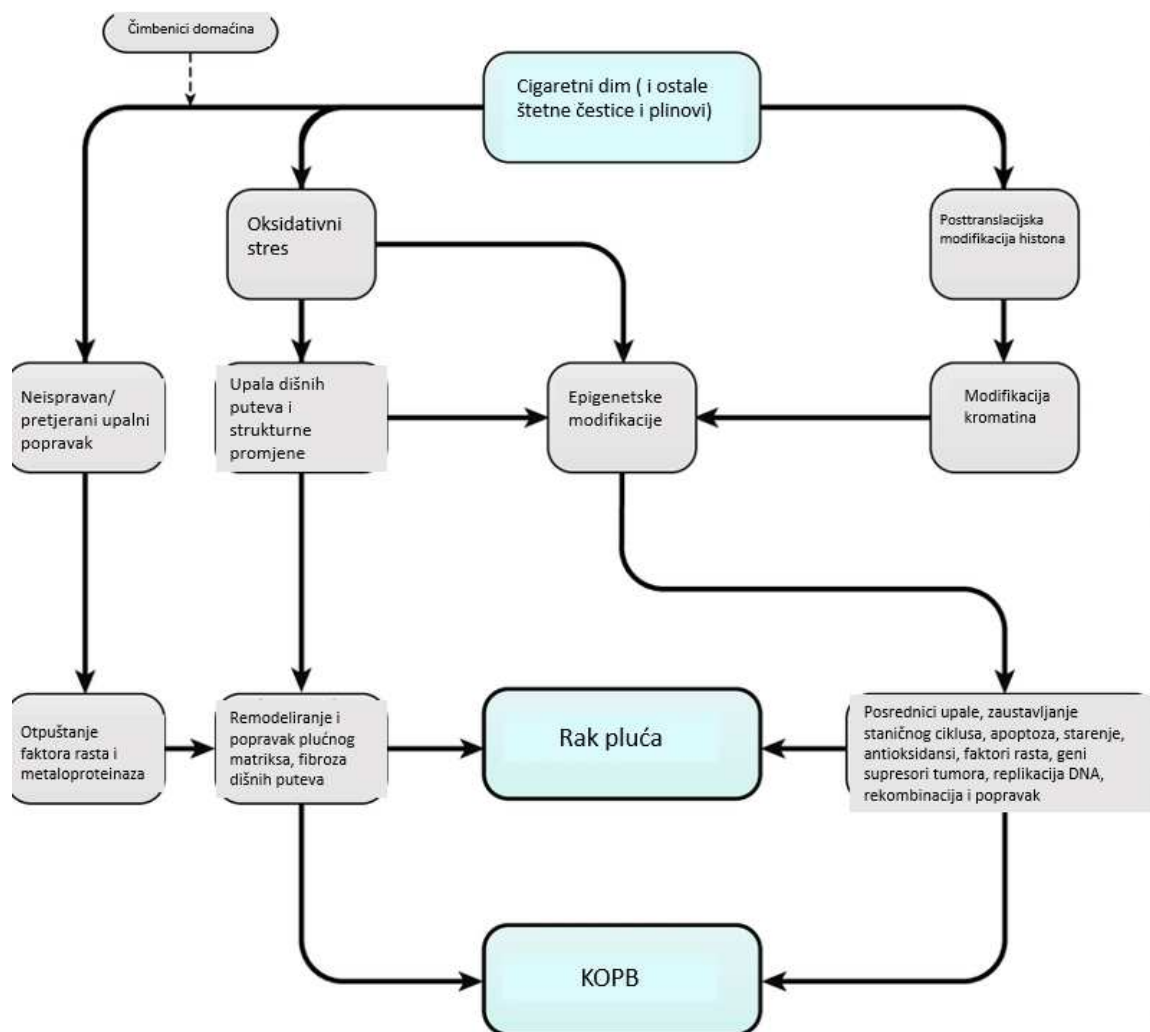 Čimbenici domaćina
Cigaretni dim ( i ostale
štetne čestice i plinovi)
Oksidativni
stres
Posttranslacijska
modifikacija histona
Neispravan/
pretjerani upalni
popravak
Upala dišnih
puteva i
strukturne
promjene
Epigenetske
modifikacije
Modifikacija
kromatina
Otpuštanje
faktora rasta i
metaloproteinaza
Remodeliranje i
popravak plućnog
matriksa, fibroza
dišnih puteva
Rak pluća
Posrednici upale, zaustavljanje
staničnog ciklusa, apoptoza, starenje,
antioksidansi, faktori rasta, geni
supresori tumora, replikacija DNA,
rekombinacija i popravak
KOPB